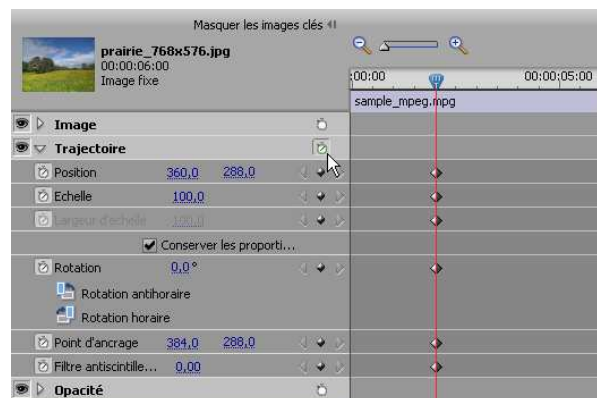 Masquer les images clés
prairie_768x576.jpg
00:00:06:00
Image fixe
:00:00
00:00:05:00
sample_mpeg.mpg
Image
Trajectoire
Position 360,0 288,0
Echelle 100,0
Largeur d'échelle 100,0
Conserver les proporti...
Rotation 0,0°
Rotation antihoraire
Rotation horaire
Point d'ancrage 384,0 288,0
Filtre antiscintille... 0,00
Opacité